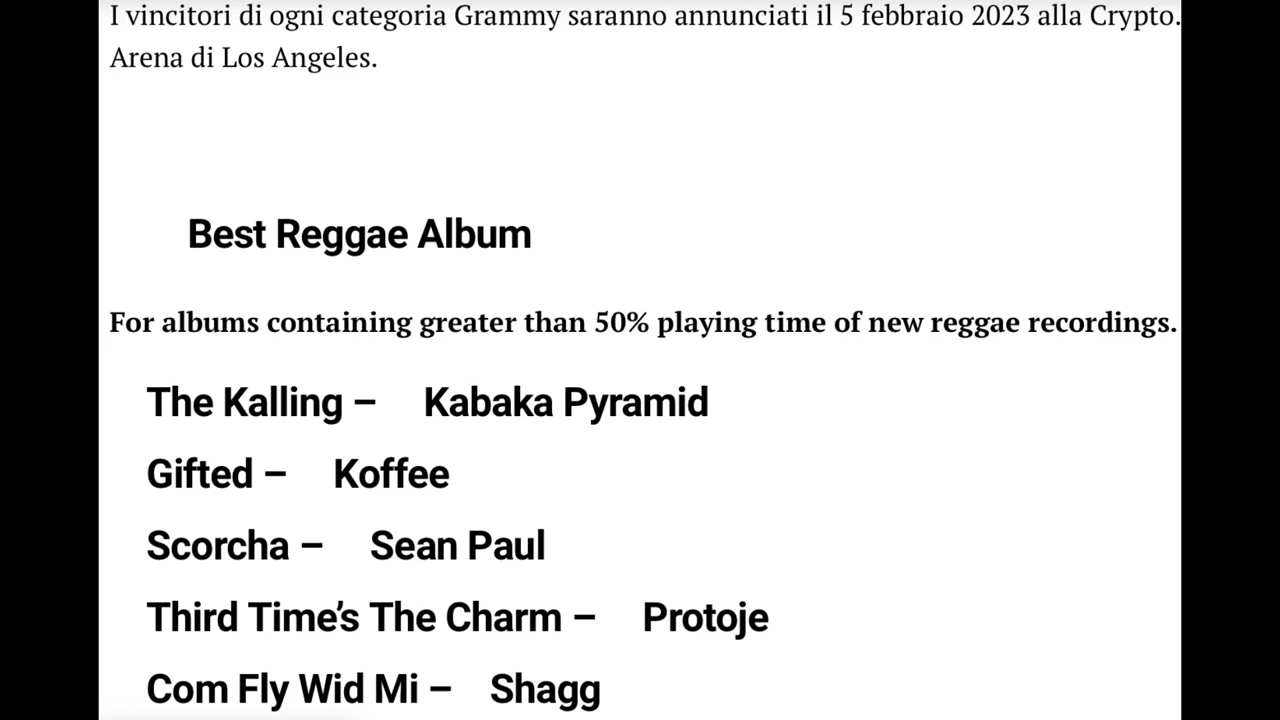 I vincitori di ogni categoria Grammy saranno annunciati il 5 febbraio 2023 alla Crypto.
Arena di Los Angeles.
Best Reggae Album
For albums containing greater than 50% playing time of new reggae recordings.
The Kalling – Kabaka Pyramid
Gifted – Koffee
Scorcha – Sean Paul
Third Time’s The Charm – Protoje
Com Fly Wid Mi – Shagg